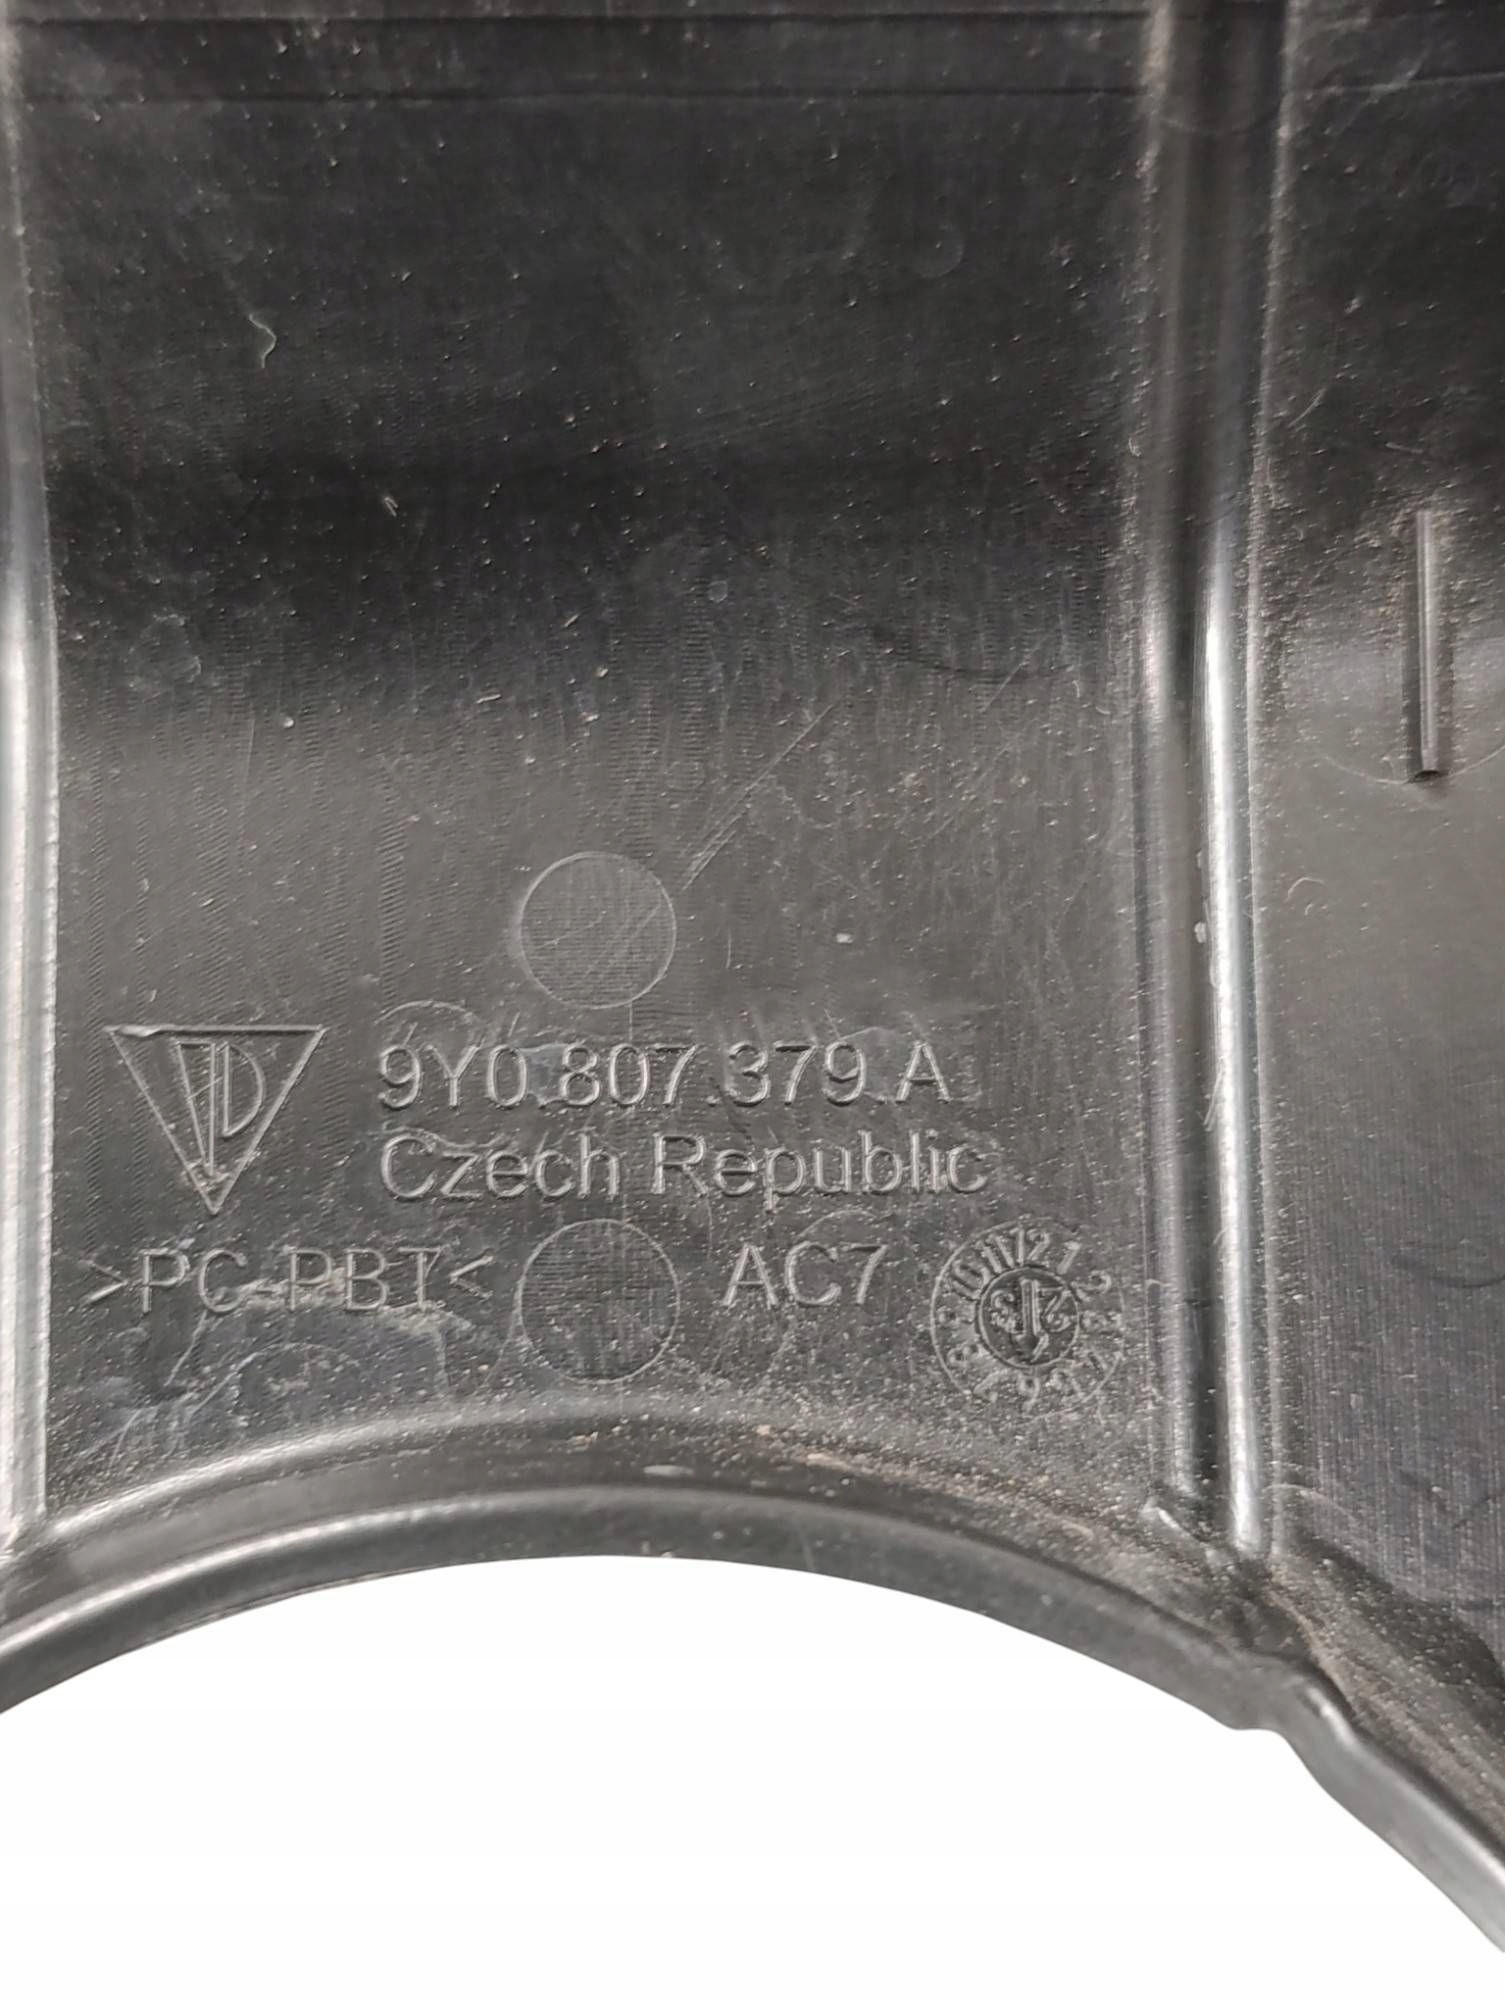 9Y0.807.379.A
Czech Republic
>PC-PBT< AC7